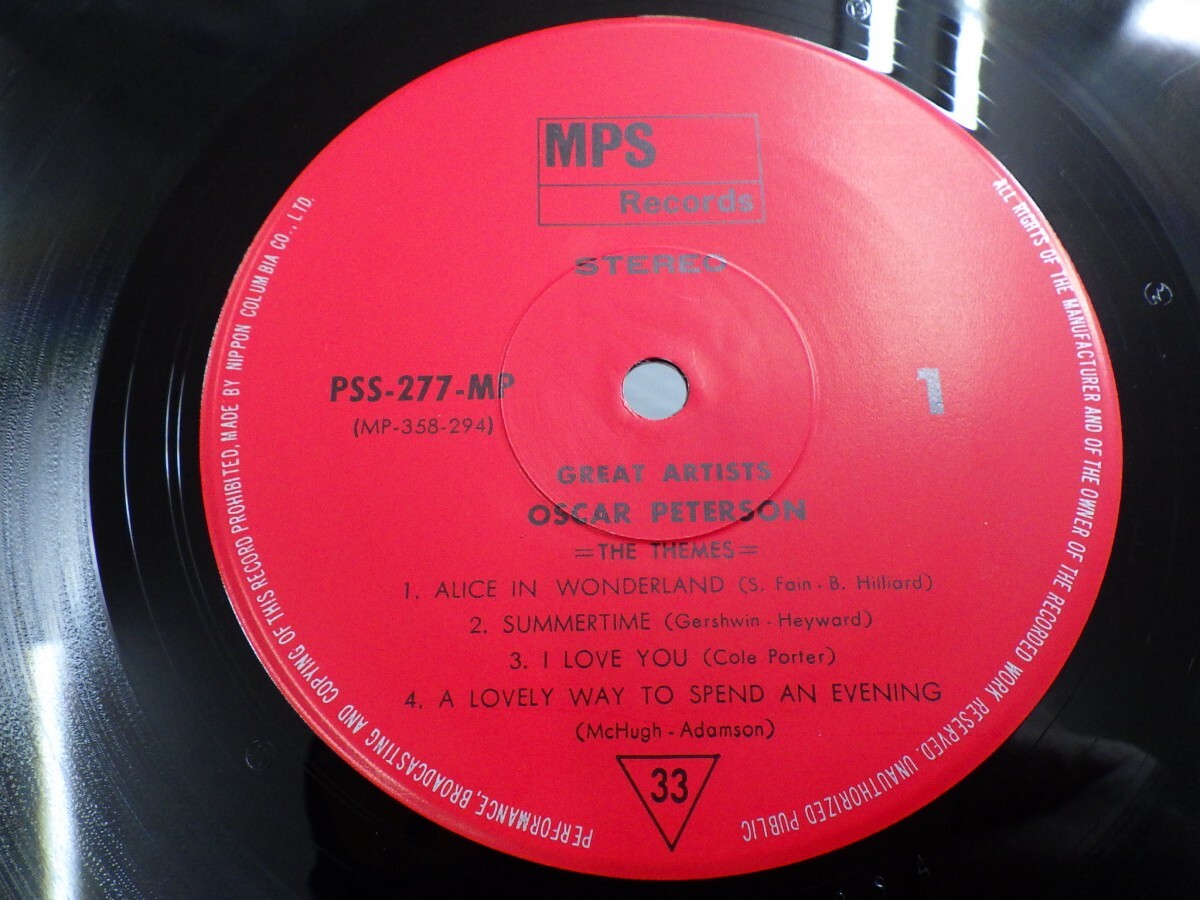 MPS
Records
STEREO
PSS-277-MP
(MP-358-294)
1
GREAT ARTISTS
OSCAR PETERSON
=THE THEMES=
1. ALICE IN WONDERLAND (S. Fain - B. Hilliard)
2. SUMMERTIME (Gershwin - Heyward)
3. I LOVE YOU (Cole Porter)
4. A LOVELY WAY TO SPEND AN EVENING
(McHugh - Adamson)
33
ALL RIGHTS OF THE MANUFACTURER AND OF THE OWNER OF THE RECORDED WORK RESERVED. UNAUTHORIZED PUBLIC PERFORMANCE, BROADCASTING AND COPYING OF THIS RECORD PROHIBITED, MADE BY NIPPON COLUMBIA CO., LTD.